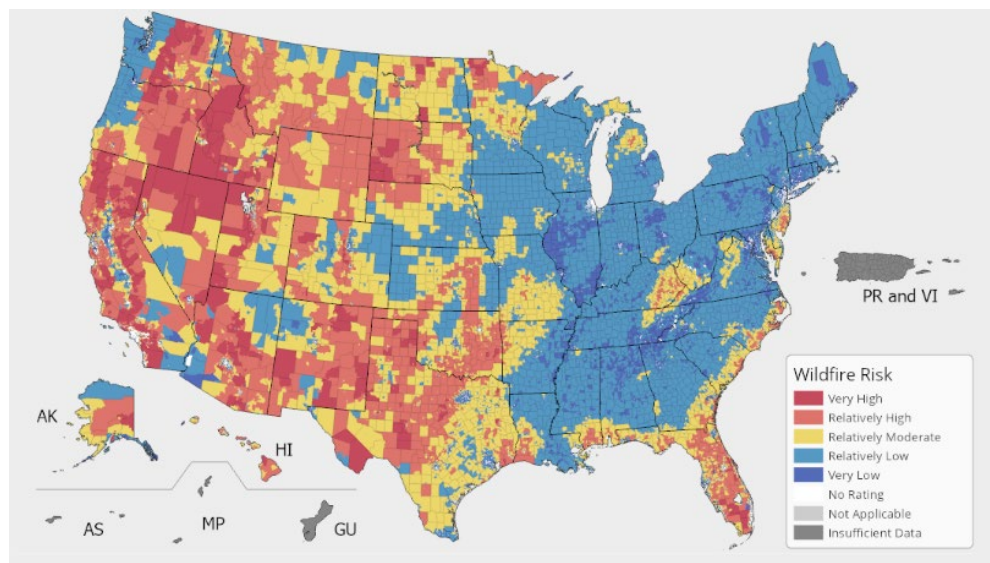 PR and VI
AK
HI
AS
MP
GU
Wildfire Risk
Very High
Relatively High
Relatively Moderate
Relatively Low
Very Low
No Rating
Not Applicable
Insufficient Data